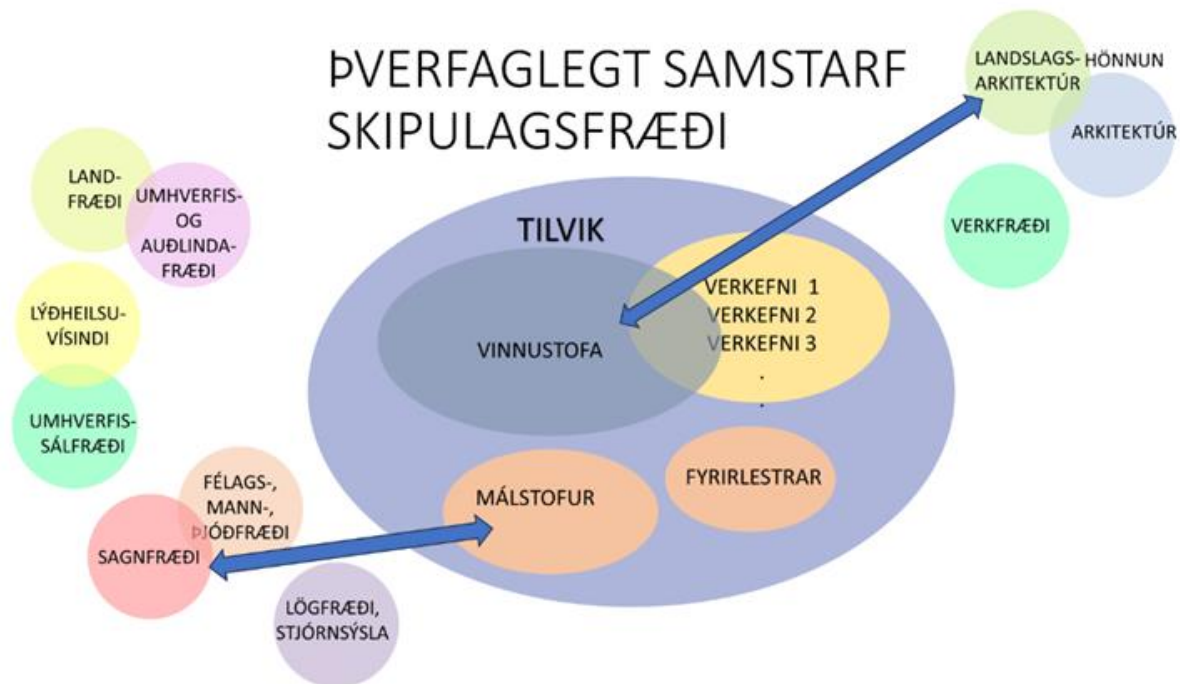 ÞVERFAGLEGT SAMSTARF
SKIPULAGSFRÆÐI
LANDSLAGS-
ARKITEKTÚR
HÖNNUN
ARKITEKTÚR
VERKFRÆÐI
LAND-
FRÆÐI
UMHVERFIS-
OG
AUÐLINDA-
FRÆÐI
LÝÐHEILSU-
VÍSINDI
UMHVERFIS-
SÁLFRÆÐI
FÉLAGS-,
MANN-,
ÞJÓÐFRÆÐI
SAGNFRÆÐI
LÖGFRÆÐI,
STJÓRNSÝSLA
TILVIK
VINNUSTOFA
VERKEFNI 1
VERKEFNI 2
VERKEFNI 3
.
.
MÁLSTOFUR
FYRIRLESTRAR